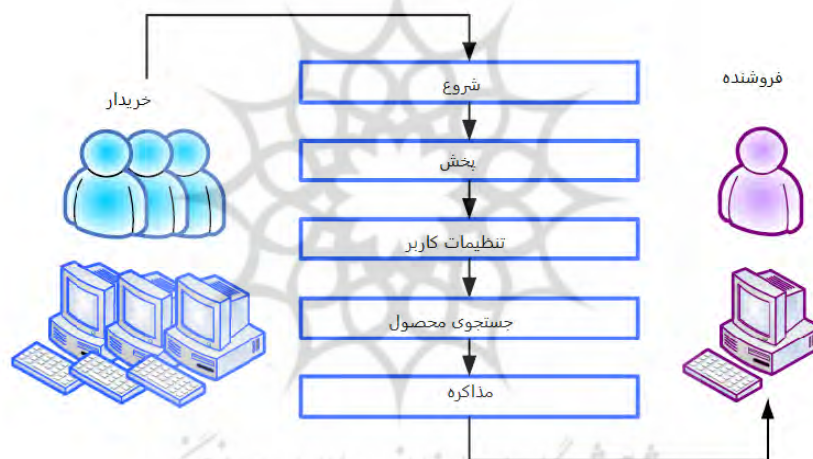 خریدار
فروشنده
شروع
پخش
تنظیمات کاربر
جستجوی محصول
مذاکره